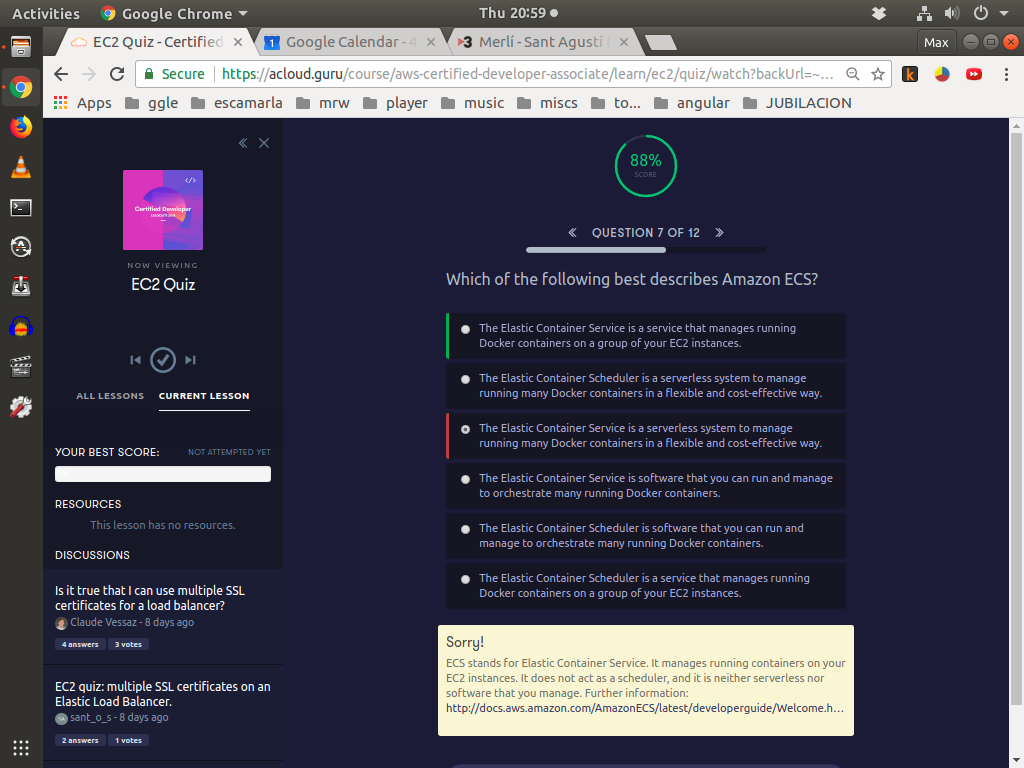 Activities
Google Chrome
Thu 20:59
EC2 Quiz - Certified
Google Calendar - 4
Merlí - Sant Agustí (
Max
Secure
https://acloud.guru/course/aws-certified-developer-associate/learn/ec2/quiz/watch?backUrl=~...
Apps
ggle
escamarla
mrw
player
music
miscs
to...
angular
JUBILACION
Certified Developer
NOW VIEWING
EC2 Quiz
ALL LESSONS
CURRENT LESSON
YOUR BEST SCORE:
NOT ATTEMPTED YET
RESOURCES
This lesson has no resources.
DISCUSSIONS
Is it true that I can use multiple SSL
certificates for a load balancer?
Claude Vessaz - 8 days ago
4 answers
3 votes
EC2 quiz: multiple SSL certificates on an
Elastic Load Balancer.
sant_o_s - 8 days ago
2 answers
1 votes
88%
SCORE
QUESTION 7 OF 12
Which of the following best describes Amazon ECS?
The Elastic Container Service is a service that manages running
Docker containers on a group of your EC2 instances.
The Elastic Container Scheduler is a serverless system to manage
running many Docker containers in a flexible and cost-effective way.
The Elastic Container Service is a serverless system to manage
running many Docker containers in a flexible and cost-effective way.
The Elastic Container Service is software that you can run and manage
to orchestrate many running Docker containers.
The Elastic Container Scheduler is software that you can run and
manage to orchestrate many running Docker containers.
The Elastic Container Scheduler is a service that manages running
Docker containers on a group of your EC2 instances.
Sorry!
ECS stands for Elastic Container Service. It manages running containers on your
EC2 instances. It does not act as a scheduler, and it is neither serverless nor
software that you manage. Further information:
http://docs.aws.amazon.com/AmazonECS/latest/developerguide/Welcome.h...